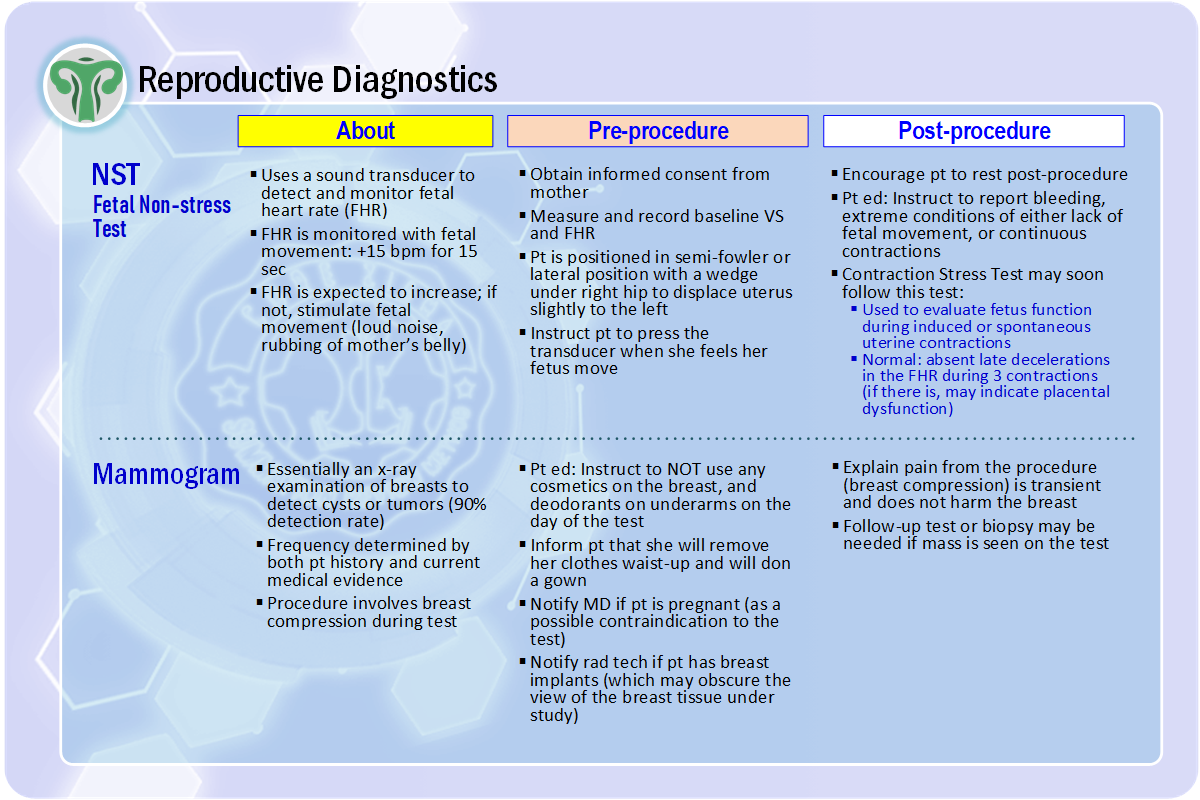 Reproductive Diagnostics
About
Pre-procedure
Post-procedure
NST
Fetal Non-stress
Test
▪ Uses a sound transducer to
detect and monitor fetal
heart rate (FHR)
▪ FHR is monitored with fetal
movement: +15 bpm for 15
sec
▪ FHR is expected to increase; if
not, stimulate fetal
movement (loud noise,
rubbing of mother’s belly)
▪ Obtain informed consent from
mother
▪ Measure and record baseline VS
and FHR
▪ Pt is positioned in semi-fowler or
lateral position with a wedge
under right hip to displace uterus
slightly to the left
▪ Instruct pt to press the
transducer when she feels her
fetus move
▪ Encourage pt to rest post-procedure
▪ Pt ed: Instruct to report bleeding,
extreme conditions of either lack of
fetal movement, or continuous
contractions
▪ Contraction Stress Test may soon
follow this test:
▪ Used to evaluate fetus function
during induced or spontaneous
uterine contractions
▪ Normal: absent late decelerations
in the FHR during 3 contractions
(if there is, may indicate placental
dysfunction)
Mammogram
▪ Essentially an x-ray
examination of breasts to
detect cysts or tumors (90%
detection rate)
▪ Frequency determined by
both pt history and current
medical evidence
▪ Procedure involves breast
compression during test
▪ Pt ed: Instruct to NOT use any
cosmetics on the breast, and
deodorants on underarms on the
day of the test
▪ Inform pt that she will remove
her clothes waist-up and will don
a gown
▪ Notify MD if pt is pregnant (as a
possible contraindication to the
test)
▪ Notify rad tech if pt has breast
implants (which may obscure the
view of the breast tissue under
study)
▪ Explain pain from the procedure
(breast compression) is transient
and does not harm the breast
▪ Follow-up test or biopsy may be
needed if mass is seen on the test